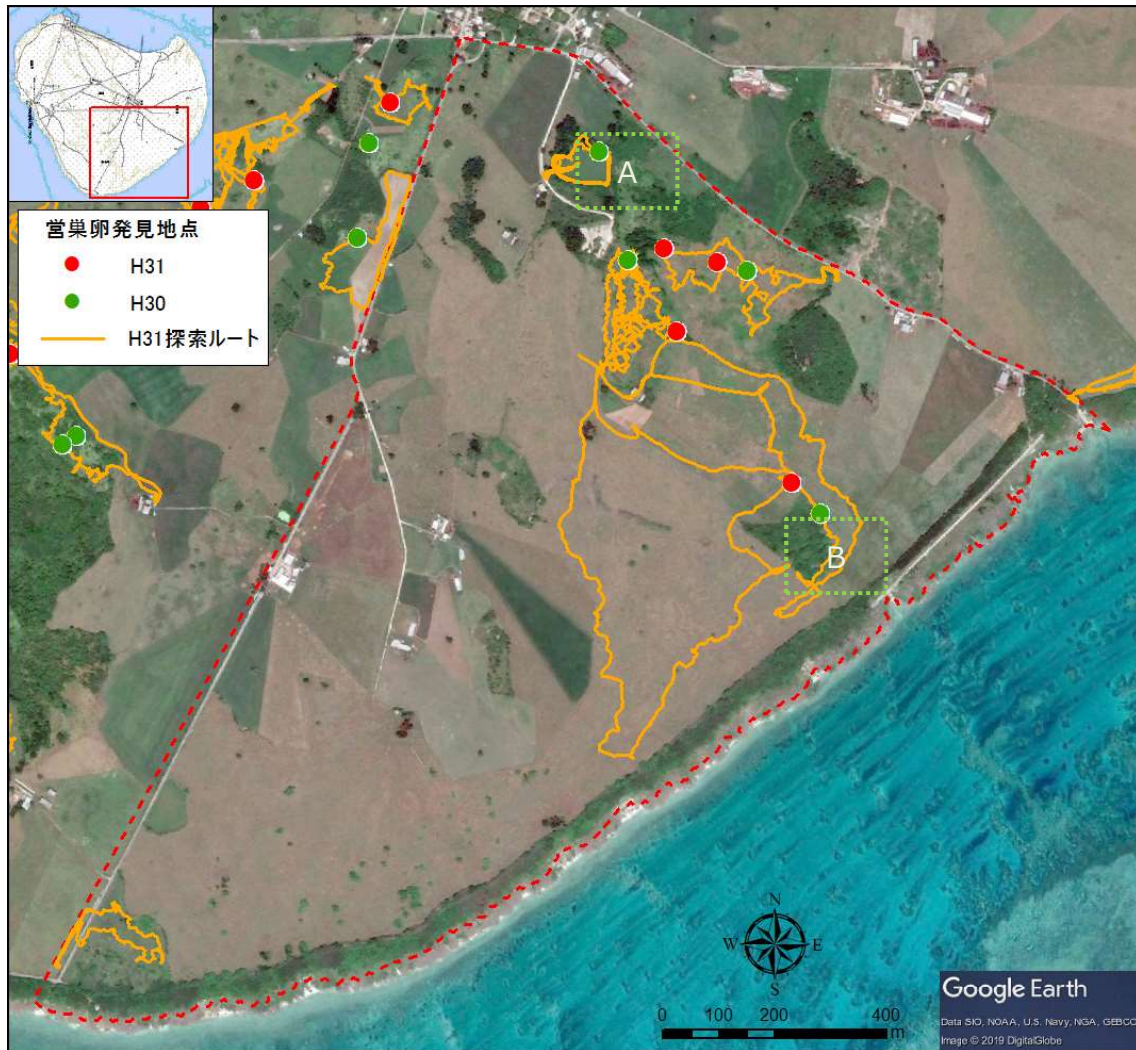 営巣卵発見地点
H31
H30
H31探索ルート
A
B
N
W
E
S
0 100 200 400
m
Google Earth
Data SIO, NOAA, U.S. Navy, NGA, GEBCO
Image © 2019 DigitalGlobe